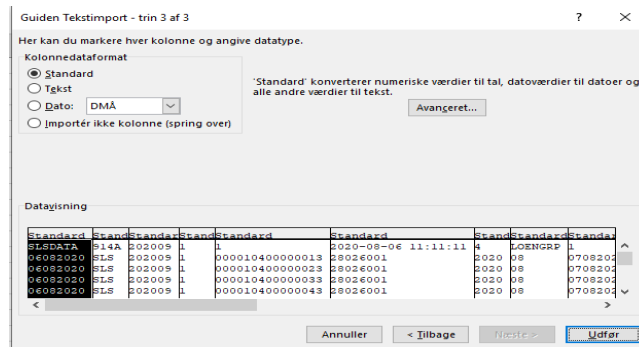 Guiden Tekstimport - trin 3 af 3 ? ×
Her kan du markere hver kolonne og angive datatype.
Kolonnedataformat
Standard
Tekst
Dato: DMÅ
Importér ikke kolonne (spring over)
'Standard' konverterer numeriske værdier til tal, datoværdier til datoer og
alle andre værdier til tekst.
Avanceret...
Datavisning
Standard StandStandarStandStandard Standard StandStandardStandar
SLSDATA 914A 202009 1 1 2020-08-06 11:11:11 4 LOENGRP 1
06082020 SLS 202009 1 000010400000013 28026001 2020 08 0708202
06082020 SLS 202009 1 000010400000023 28026001 2020 08 0708202
06082020 SLS 202009 1 000010400000033 28026001 2020 08 0708202
06082020 SLS 202009 1 000010400000043 28026001 2020 08 0708202
Annuller < Tilbage Næste > Udfør